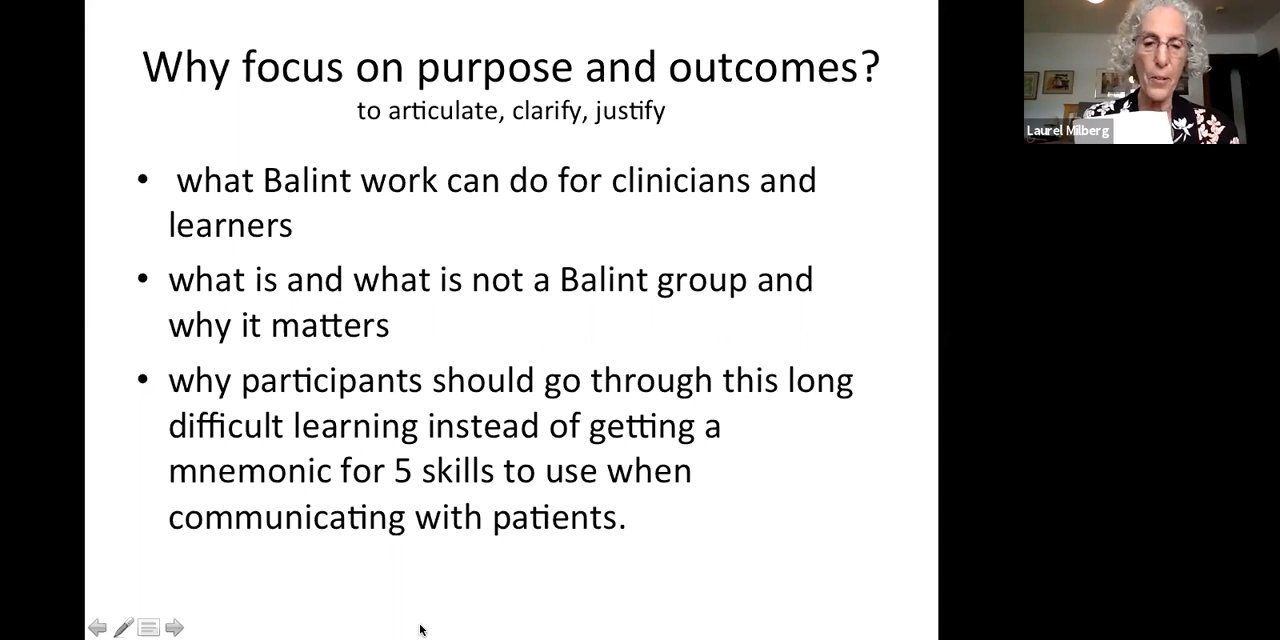 Why focus on purpose and outcomes?
to articulate, clarify, justify
• what Balint work can do for clinicians and
learners
• what is and what is not a Balint group and
why it matters
• why participants should go through this long
difficult learning instead of getting a
mnemonic for 5 skills to use when
communicating with patients.
Laurel Milberg